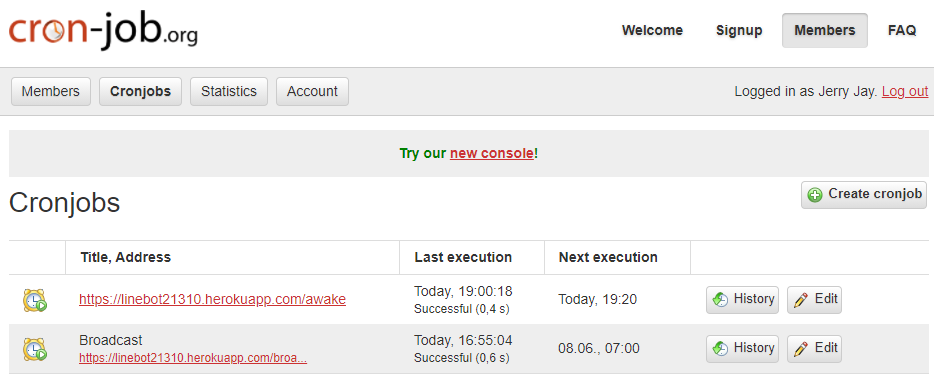 cron-job.org
Welcome Signup Members FAQ
Members Cronjobs Statistics Account Logged in as Jerry Jay. Log out
Try our new console!
Cronjobs
Create cronjob
Title, Address Last execution Next execution
https://linebot21310.herokuapp.com/awake Today, 19:00:18 Today, 19:20 History Edit
Successful (0,4 s)
Broadcast Today, 16:55:04 08.06., 07:00 History Edit
https://linebot21310.herokuapp.com/broa... Successful (0,6 s)